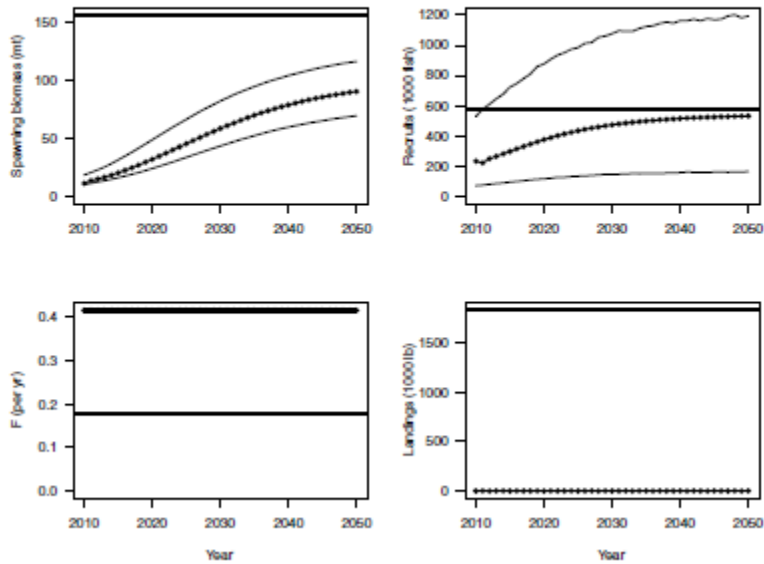 Spawning biomass (mt)
150
100
50
0
2010 2020 2030 2040 2050
Recruits (1000 fish)
1200
1000
800
600
400
200
0
2010 2020 2030 2040 2050
F (per yr)
0.4
0.3
0.2
0.1
0.0
2010 2020 2030 2040 2050
Year
Landings (1000 lb)
1500
1000
500
0
2010 2020 2030 2040 2050
Year